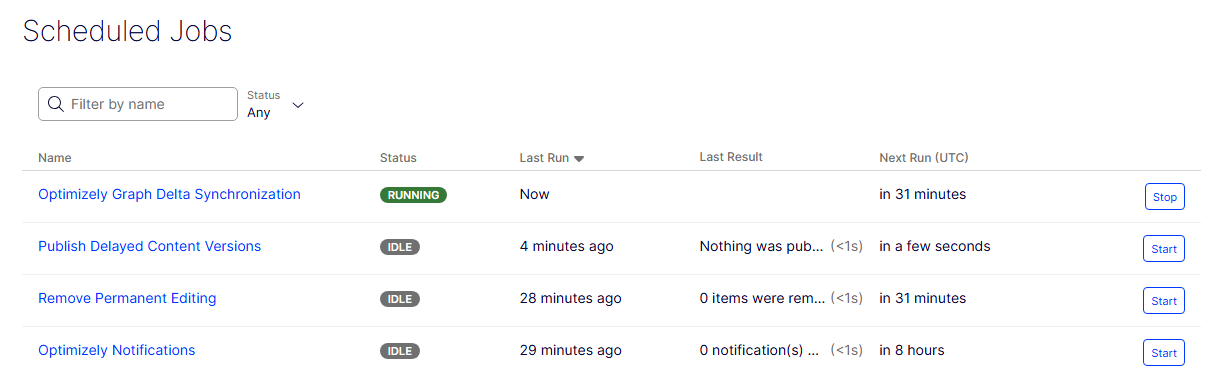 Scheduled Jobs
Filter by name
Status
Any
Name Status Last Run Last Result Next Run (UTC)
Optimizely Graph Delta Synchronization RUNNING Now in 31 minutes Stop
Publish Delayed Content Versions IDLE 4 minutes ago Nothing was pub... (<1s) in a few seconds Start
Remove Permanent Editing IDLE 28 minutes ago 0 items were rem... (<1s) in 31 minutes Start
Optimizely Notifications IDLE 29 minutes ago 0 notification(s) ... (<1s) in 8 hours Start